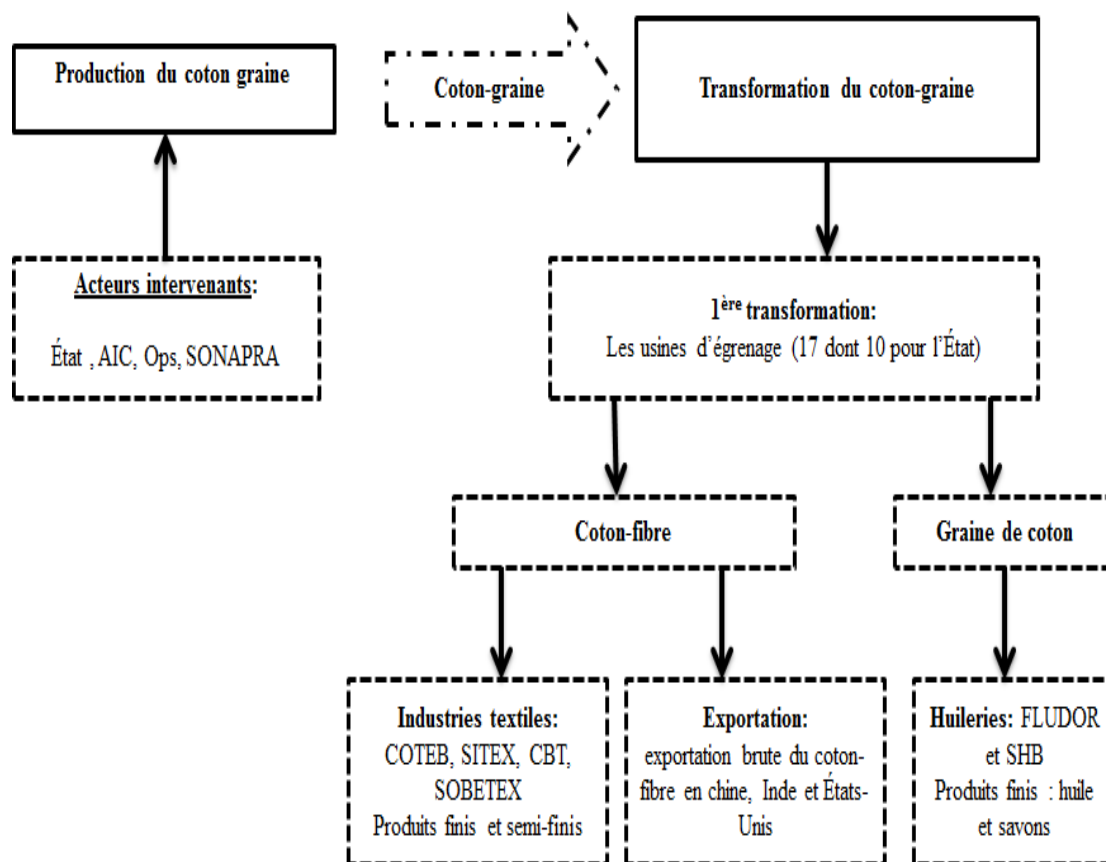 Production du coton graine
Coton-graine
Transformation du coton-graine
Acteurs intervenants:
État , AIC, Ops, SONAPRA
1ère transformation:
Les usines d'égrenage (17 dont 10 pour l'État)
Coton-fibre
Graine de coton
Industries textiles:
COTEB, SITEX, CBT,
SOBETEX
Produits finis et semi-finis
Exportation:
exportation brute du coton-
fibre en chine, Inde et États-
Unis
Huileries: FLUDOR
et SHB
Produits finis : huile
et savons